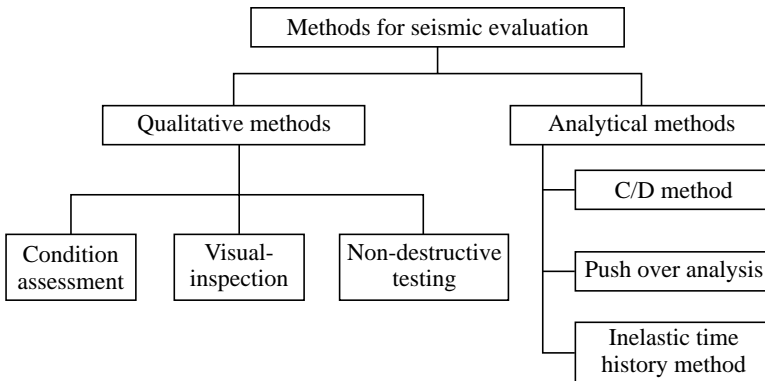 Methods for seismic evaluation
Qualitative methods
Analytical methods
Condition
assessment
Visual-
inspection
Non-destructive
testing
C/D method
Push over analysis
Inelastic time
history method